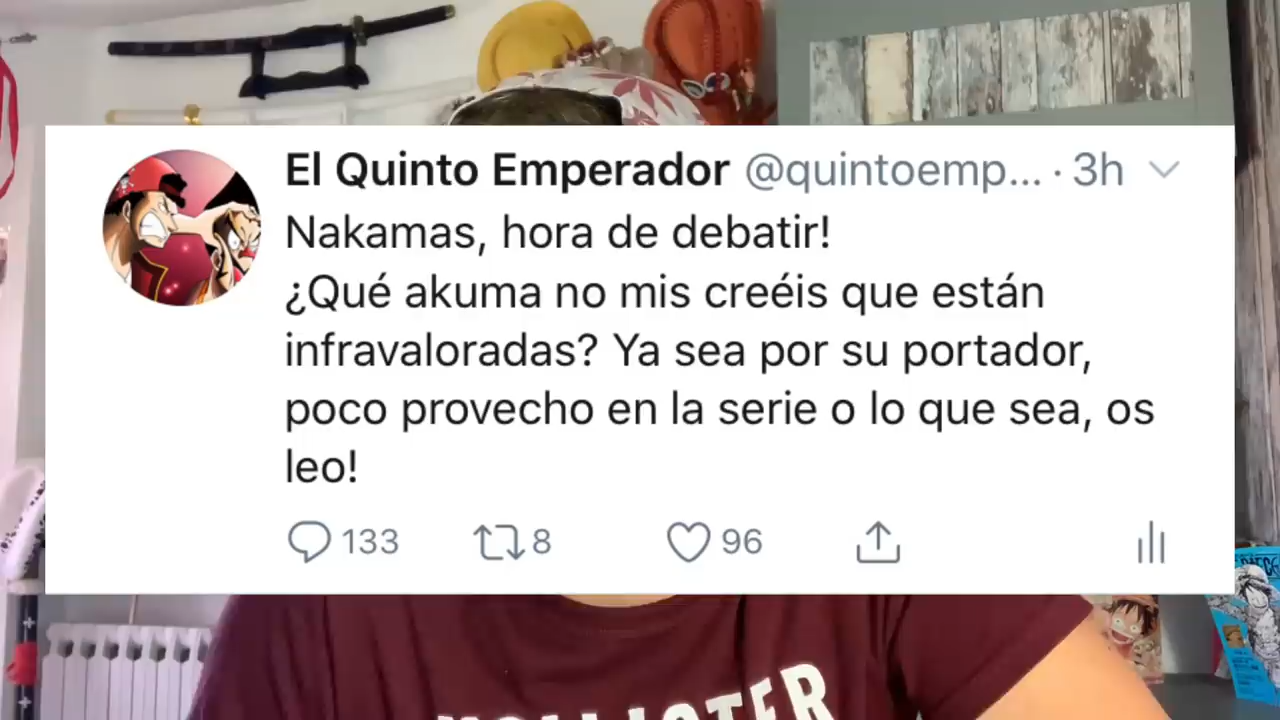 El Quinto Emperador @quintoemp... · 3h
Nakamas, hora de debatir!
¿Qué akuma no mis creéis que están
infravaloradas? Ya sea por su portador,
poco provecho en la serie o lo que sea, os
leo!
133 8 96
HOLLISTER